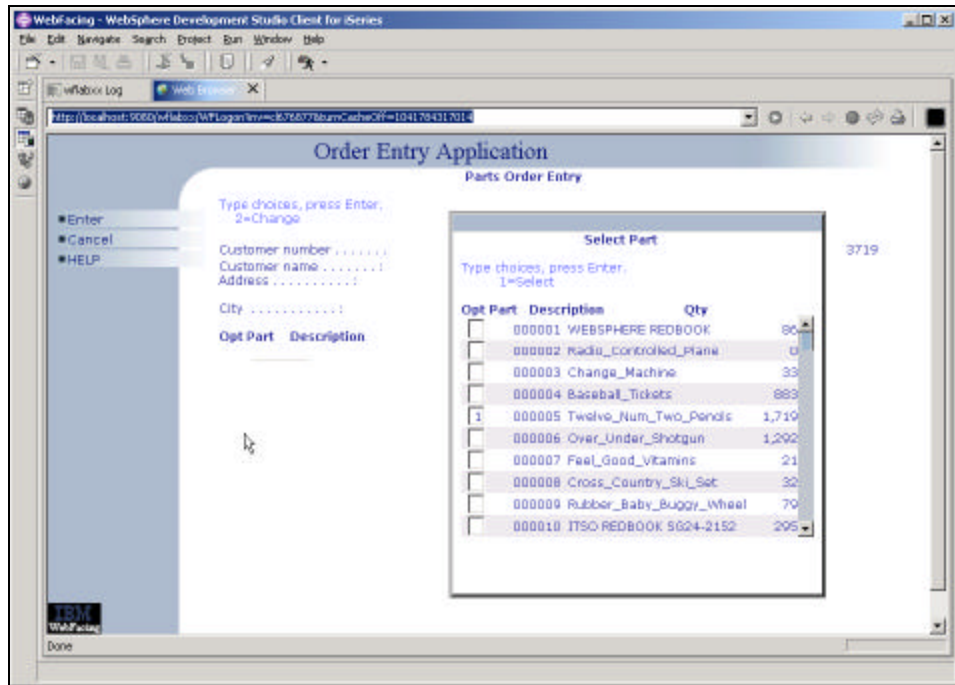 WebFacing - WebSphere Development Studio Client for iSeries
File Edit Navigate Search Project Run Window Help
wflabxx Log Web Browser
Order Entry Application
Parts Order Entry
Enter
Cancel
HELP
Type choices, press Enter.
2=Change
Customer number . . . . . . :
3719
Customer name . . . . . . . :
Address . . . . . . . . . . :
City . . . . . . . . . . . :
Opt Part Description
Select Part
Type choices, press Enter.
1=Select
Opt Part Description Qty
000001 WEBSPHERE REDBOOK 86
000002 Radio_Controlled_Plane 0
000003 Change_Machine 33
000004 Baseball_Tickets 883
1 000005 Twelve_Num_Two_Pencils 1,719
000006 Over_Under_Shotgun 1,292
000007 Feel_Good_Vitamins 21
000008 Cross_Country_Ski_Set 32
000009 Rubber_Baby_Buggy_Wheel 79
000010 ITSO REDBOOK SG24-2152 295
IBM
WebFacing
Done